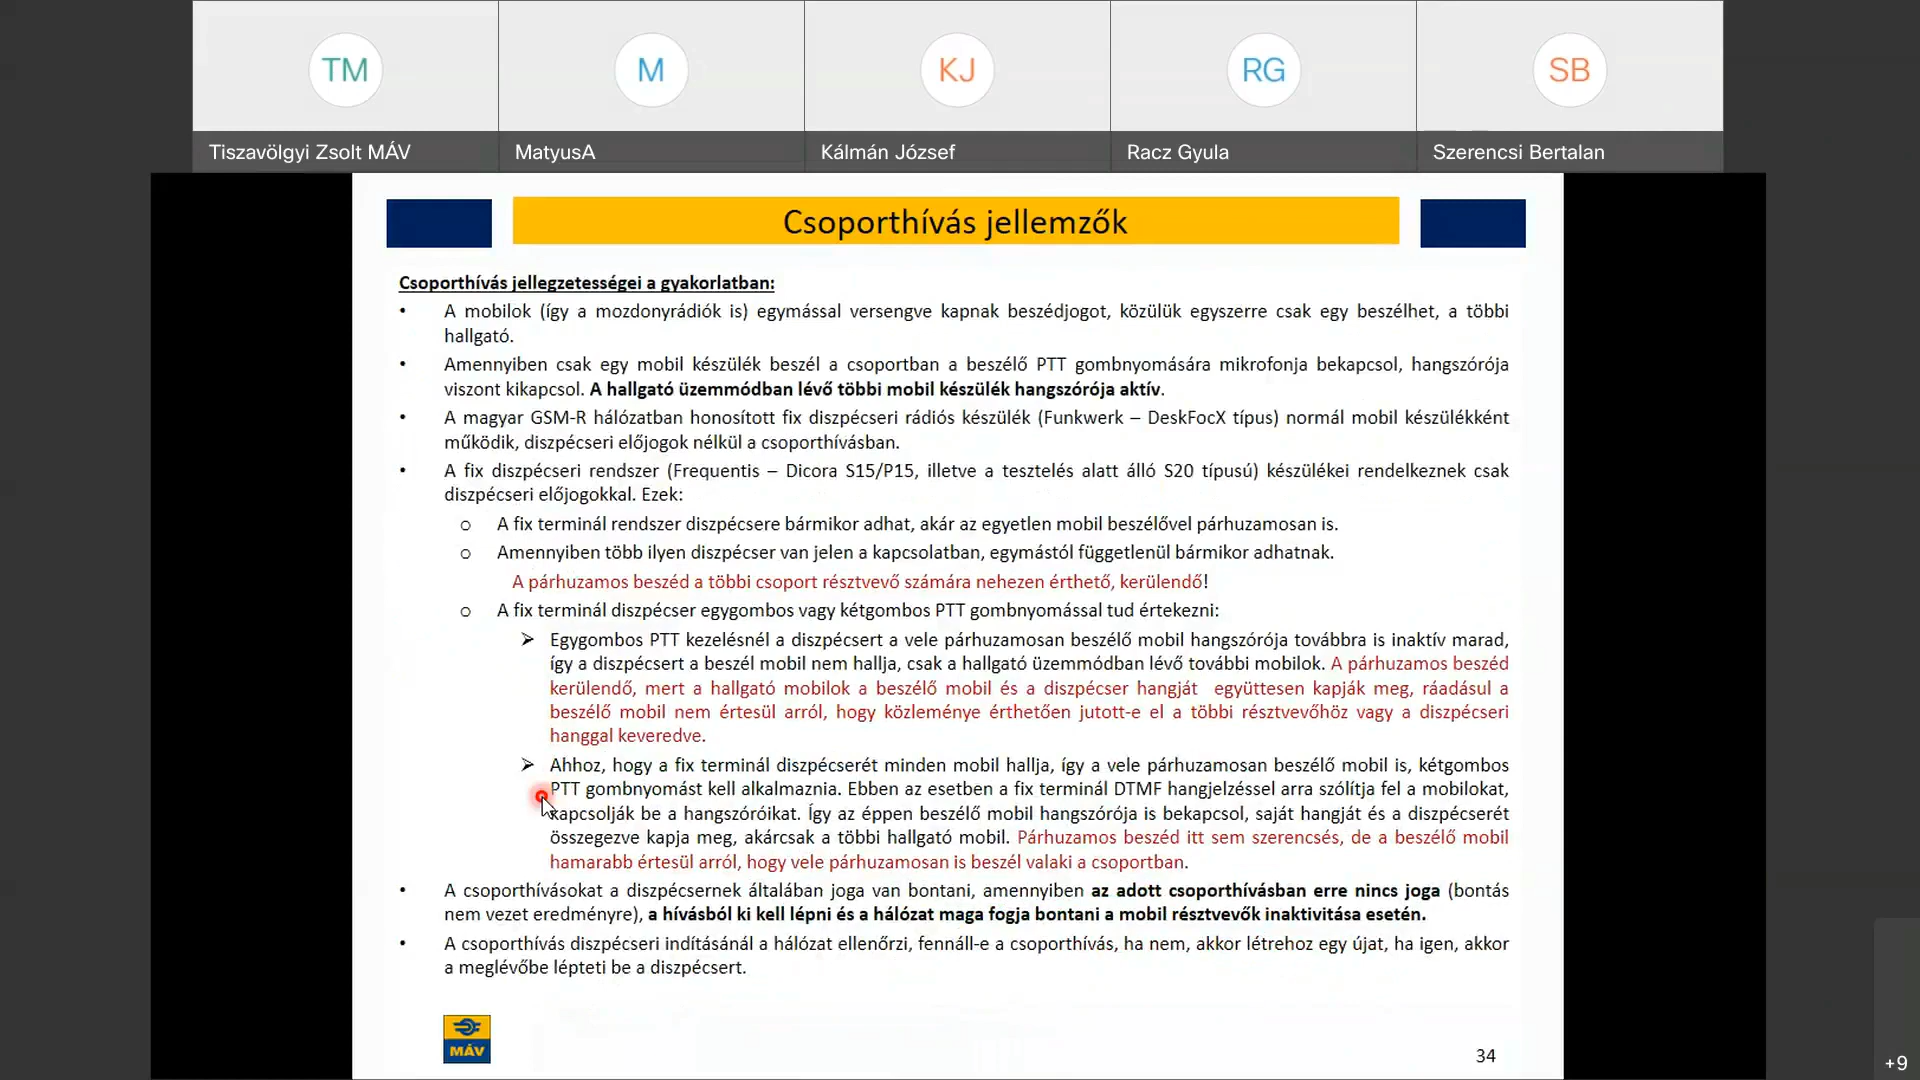 TM
M
KJ
RG
SB
Tiszavölgyi Zsolt MÁV
MatyusA
Kálmán József
Racz Gyula
Szerencsi Bertalan
Csoporthívás jellemzők
Csoporthívás jellegzetességei a gyakorlatban:
• A mobilok (így a mozdonyrádiók is) egymással versengve kapnak beszédjogot, közülük egyszerre csak egy beszélhet, a többi
hallgató.
• Amennyiben csak egy mobil készülék beszél a csoportban a beszélő PTT gombnyomására mikrofonja bekapcsol, hangszórója
viszont kikapcsol. A hallgató üzemmódban lévő többi mobil készülék hangszórója aktív.
• A magyar GSM-R hálózatban honosított fix diszpécseri rádiós készülék (Funkwerk – DeskFocX típus) normál mobil készülékként
működik, diszpécseri előjogok nélkül a csoporthívásban.
• A fix diszpécseri rendszer (Frequentis – Dicora S15/P15, illetve a tesztelés alatt álló S20 típusú) készülékei rendelkeznek csak
diszpécseri előjogokkal. Ezek:
o A fix terminál rendszer diszpécsere bármikor adhat, akár az egyetlen mobil beszélővel párhuzamosan is.
o Amennyiben több ilyen diszpécser van jelen a kapcsolatban, egymástól függetlenül bármikor adhatnak.
A párhuzamos beszéd a többi csoport résztvevő számára nehezen érthető, kerülendő!
o A fix terminál diszpécser egygombos vagy kétgombos PTT gombnyomással tud értekezni:
➢ Egygombos PTT kezelésnél a diszpécsert a vele párhuzamosan beszélő mobil hangszórója továbbra is inaktív marad,
így a diszpécsert a beszél mobil nem hallja, csak a hallgató üzemmódban lévő további mobilok. A párhuzamos beszéd
kerülendő, mert a hallgató mobilok a beszélő mobil és a diszpécser hangját együttesen kapják meg, ráadásul a
beszélő mobil nem értesül arról, hogy közleménye érthetően jutott-e el a többi résztvevőhöz vagy a diszpécseri
hanggal keveredve.
➢ Ahhoz, hogy a fix terminál diszpécserét minden mobil hallja, így a vele párhuzamosan beszélő mobil is, kétgombos
PTT gombnyomást kell alkalmaznia. Ebben az esetben a fix terminál DTMF hangjelzéssel arra szólítja fel a mobilokat,
kapcsolják be a hangszóróikat. Így az éppen beszélő mobil hangszórója is bekapcsol, saját hangját és a diszpécserét
összegezve kapja meg, akárcsak a többi hallgató mobil. Párhuzamos beszéd itt sem szerencsés, de a beszélő mobil
hamarabb értesül arról, hogy vele párhuzamosan is beszél valaki a csoportban.
• A csoporthívásokat a diszpécsernek általában joga van bontani, amennyiben az adott csoporthívásban erre nincs joga (bontás
nem vezet eredményre), a hívásból ki kell lépni és a hálózat maga fogja bontani a mobil résztvevők inaktivitása esetén.
• A csoporthívás diszpécseri indításánál a hálózat ellenőrzi, fennáll-e a csoporthívás, ha nem, akkor létrehoz egy újat, ha igen, akkor
a meglévőbe lépteti be a diszpécsert.
MÁV
34
+9